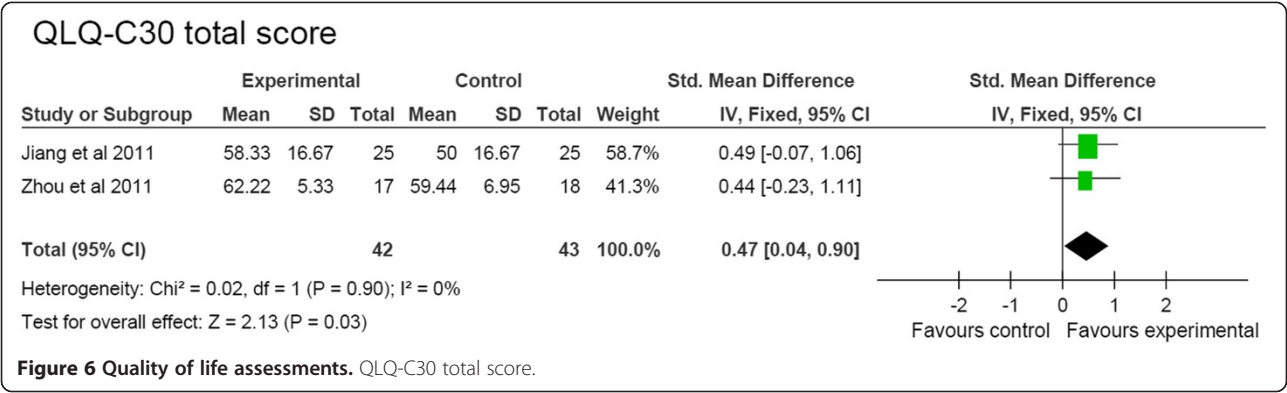 QLQ-C30 total score
Experimental Control Std. Mean Difference Std. Mean Difference
Study or Subgroup Mean SD Total Mean SD Total Weight IV, Fixed, 95% CI IV, Fixed, 95% CI
Jiang et al 2011 58.33 16.67 25 50 16.67 25 58.7% 0.49 [-0.07, 1.06]
Zhou et al 2011 62.22 5.33 17 59.44 6.95 18 41.3% 0.44 [-0.23, 1.11]
Total (95% CI) 42 43 100.0% 0.47 [0.04, 0.90]
Heterogeneity: Chi² = 0.02, df = 1 (P = 0.90); I² = 0%
Test for overall effect: Z = 2.13 (P = 0.03)
-2 -1 0 1 2
Favours control Favours experimental
Figure 6 Quality of life assessments. QLQ-C30 total score.